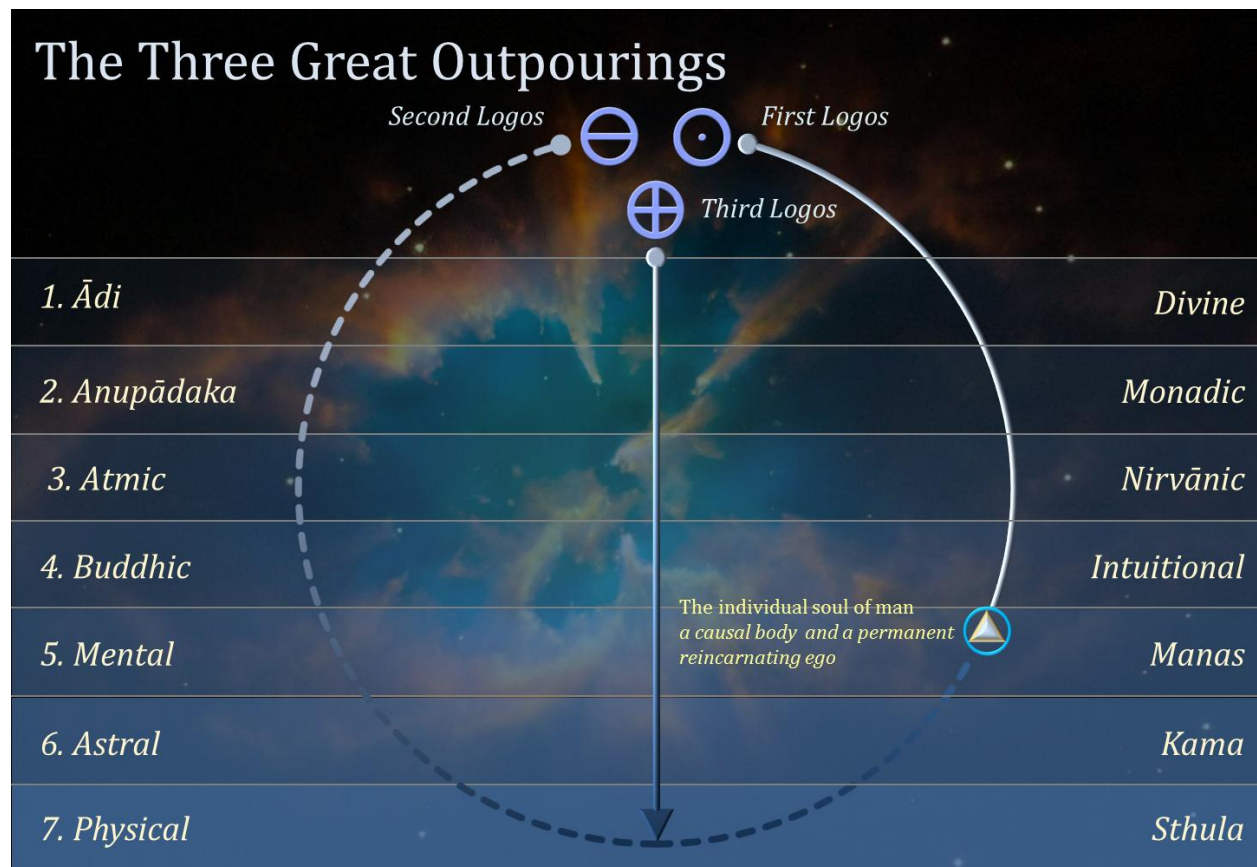 The Three Great Outpourings
Second Logos
First Logos
Third Logos
1. Ādi
Divine
2. Anupādaka
Monadic
3. Atmic
Nirvānic
4. Buddhic
Intuitional
The individual soul of man
a causal body and a permanent
reincarnating ego
5. Mental
Manas
6. Astral
Kama
7. Physical
Sthula